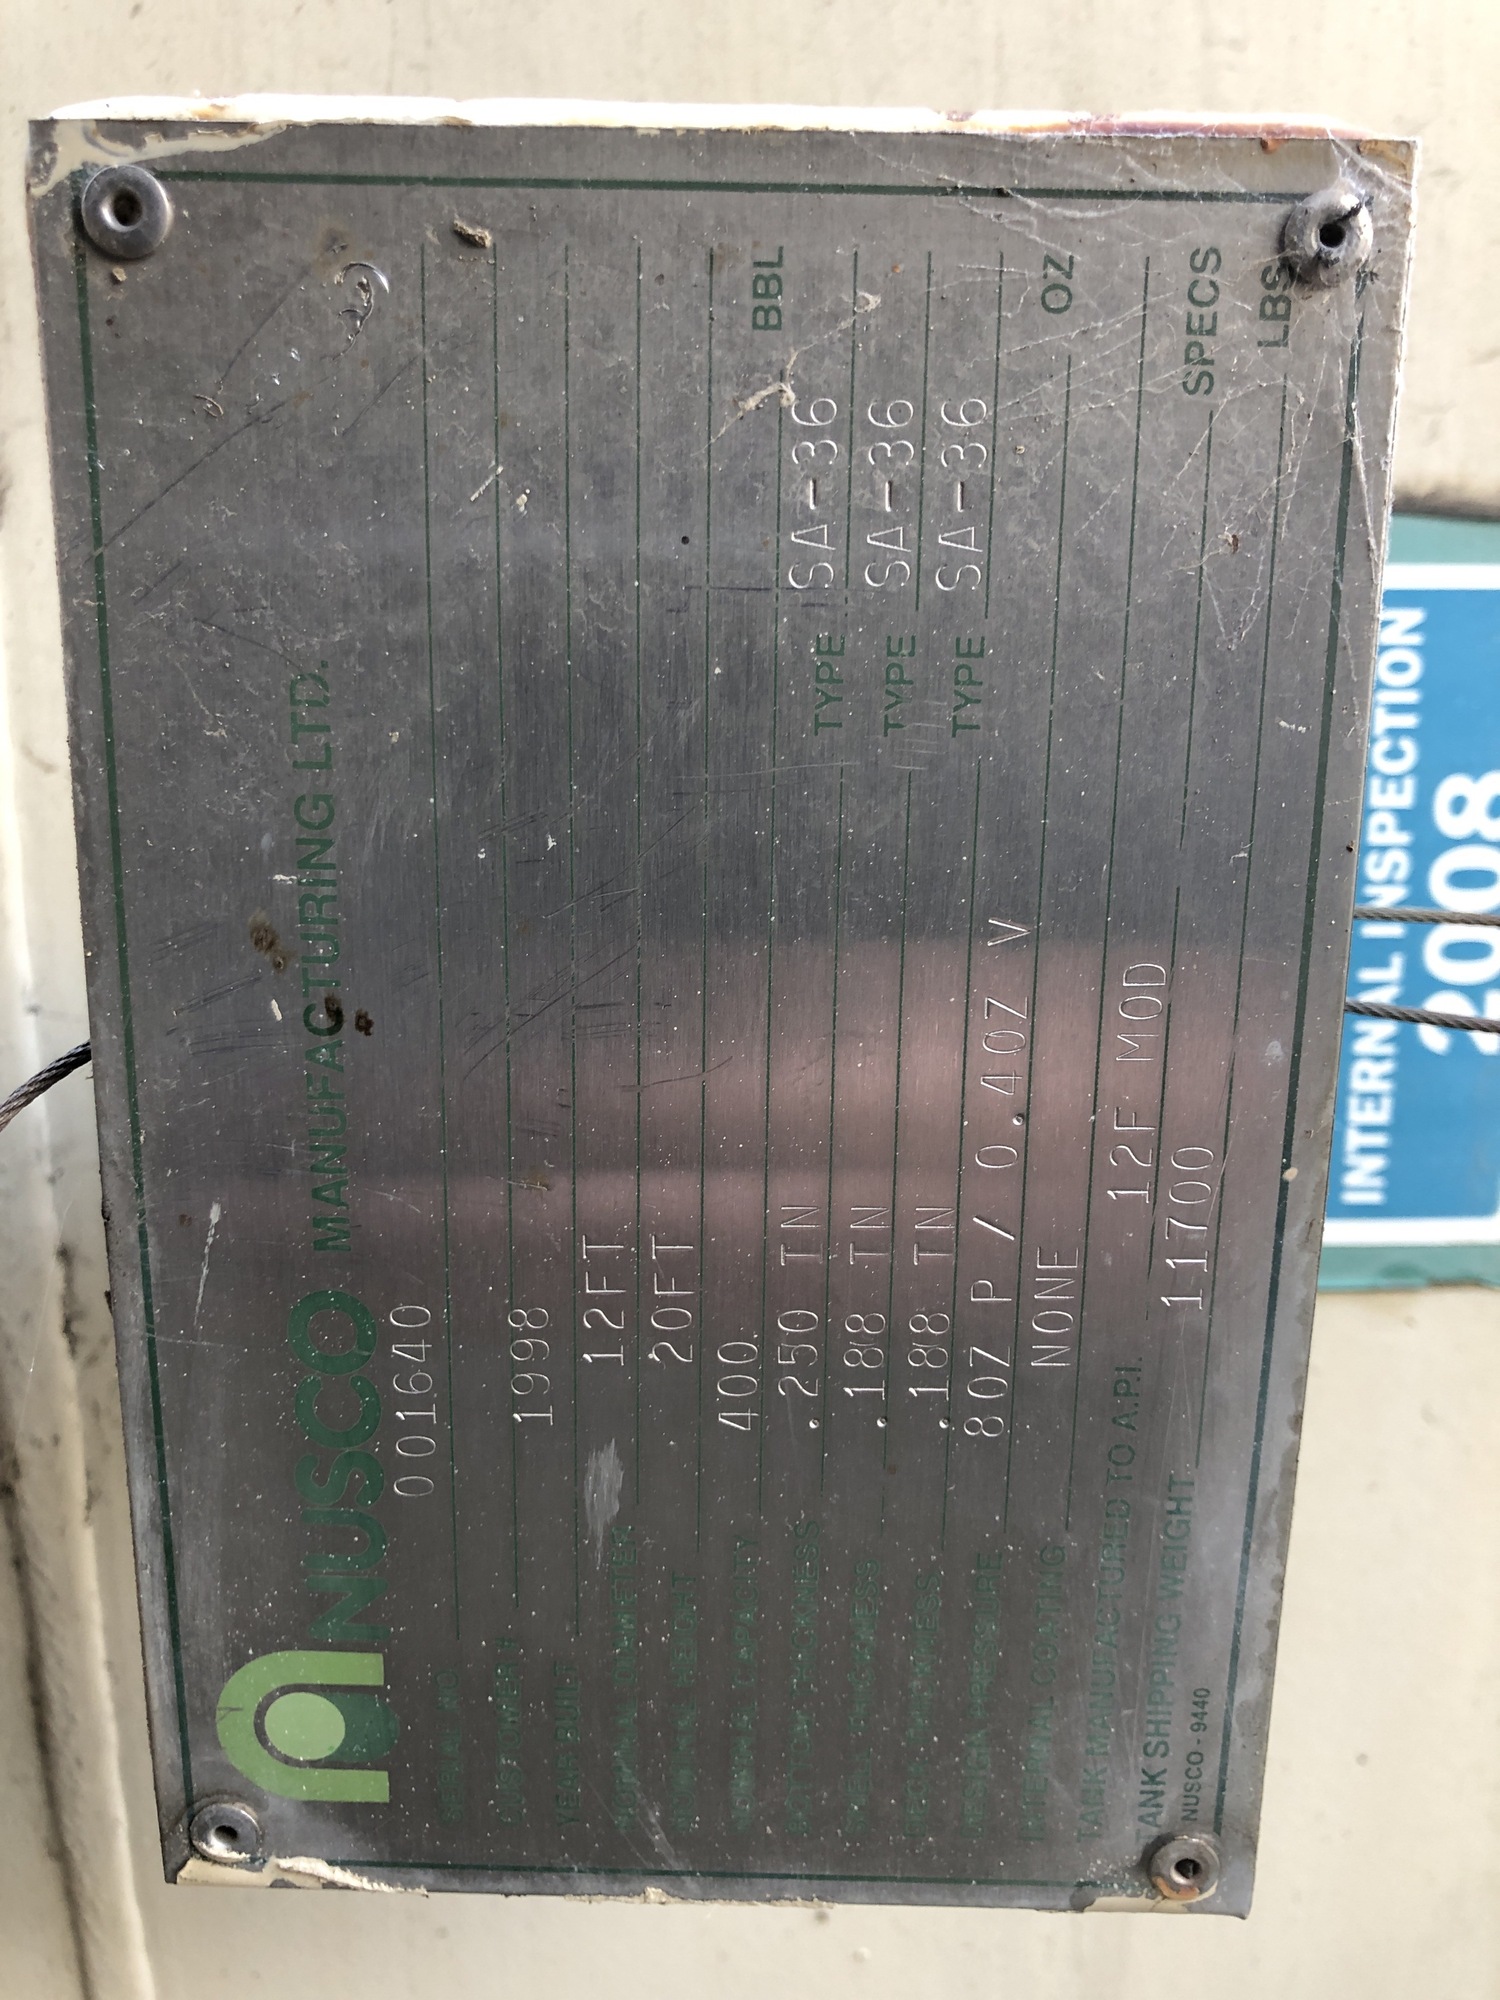 NUSCO MANUFACTURING LTD.
SERIAL NO. 001640
CUSTOMER #
YEAR BUILT 1998
NOMINAL DIAMETER 12FT
NOMINAL HEIGHT 20FT
NOMINAL CAPACITY 400 BBL
BOTTOM THICKNESS .250 IN TYPE SA-36
SHELL THICKNESS .188 IN TYPE SA-36
DECK THICKNESS .188 IN TYPE SA-36
DESIGN PRESSURE 8OZ P / 0.4OZ V OZ
INTERNAL COATING NONE
TANK MANUFACTURED TO A.P.I. 12F MOD SPECS
TANK SHIPPING WEIGHT 11700 LBS
NUSCO - 9440
INTERNAL INSPECTION
2008